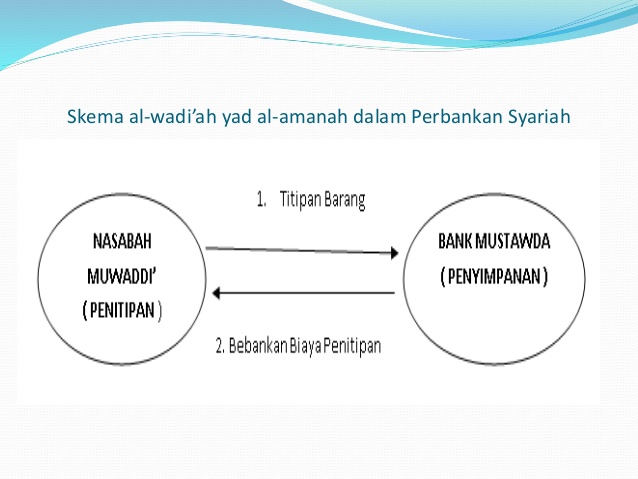 Skema al-wadi’ah yad al-amanah dalam Perbankan Syariah
1. Titipan Barang
NASABAH
MUWADDI’
( PENITIPAN )
BANK MUSTAWDA
( PENYIMPANAN )
2. Bebankan Biaya Penitipan